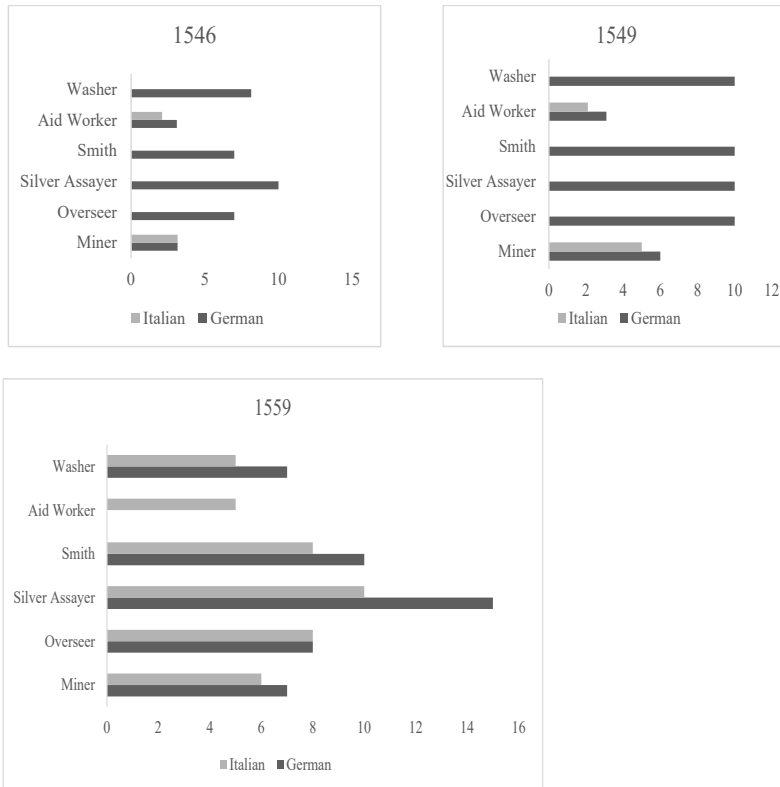 1546
Washer
Aid Worker
Smith
Silver Assayer
Overseer
Miner
0 5 10 15
Italian German
1549
Washer
Aid Worker
Smith
Silver Assayer
Overseer
Miner
0 2 4 6 8 10 12
Italian German
1559
Washer
Aid Worker
Smith
Silver Assayer
Overseer
Miner
0 2 4 6 8 10 12 14 16
Italian German